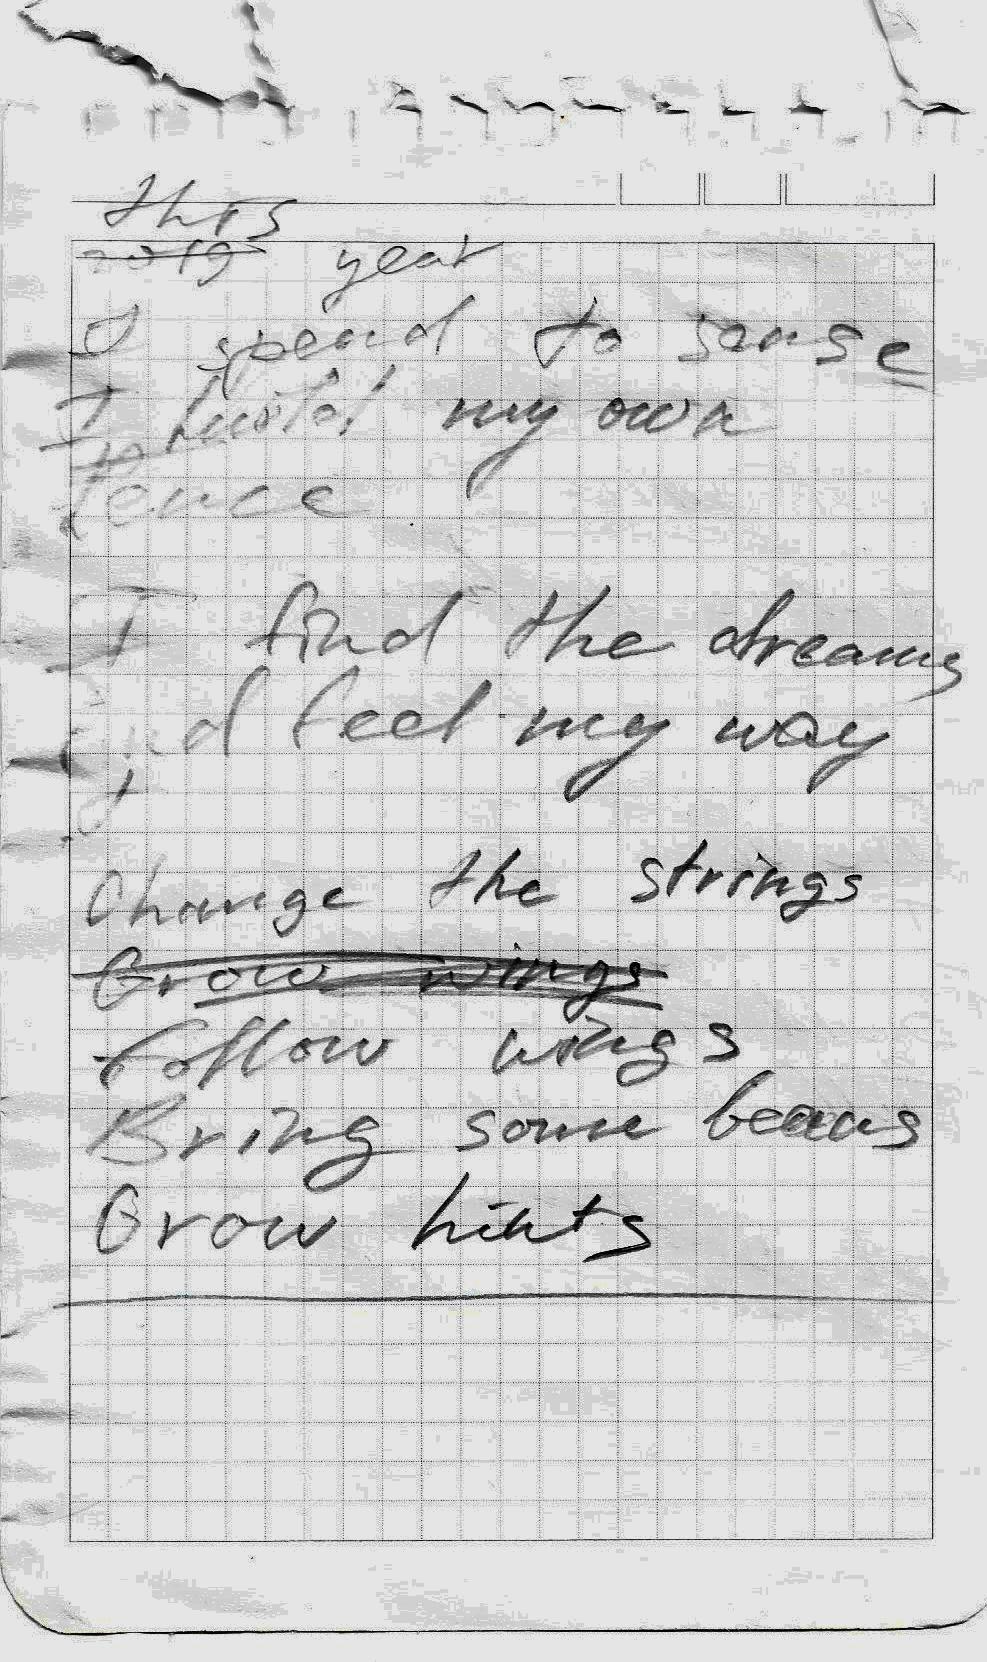 this
2019 year
I spend to sense
I build my own
fence
I find the dreams
and feel my way
Change the strings
Grow wings
Follow wings
Bring some beans
Grow hints